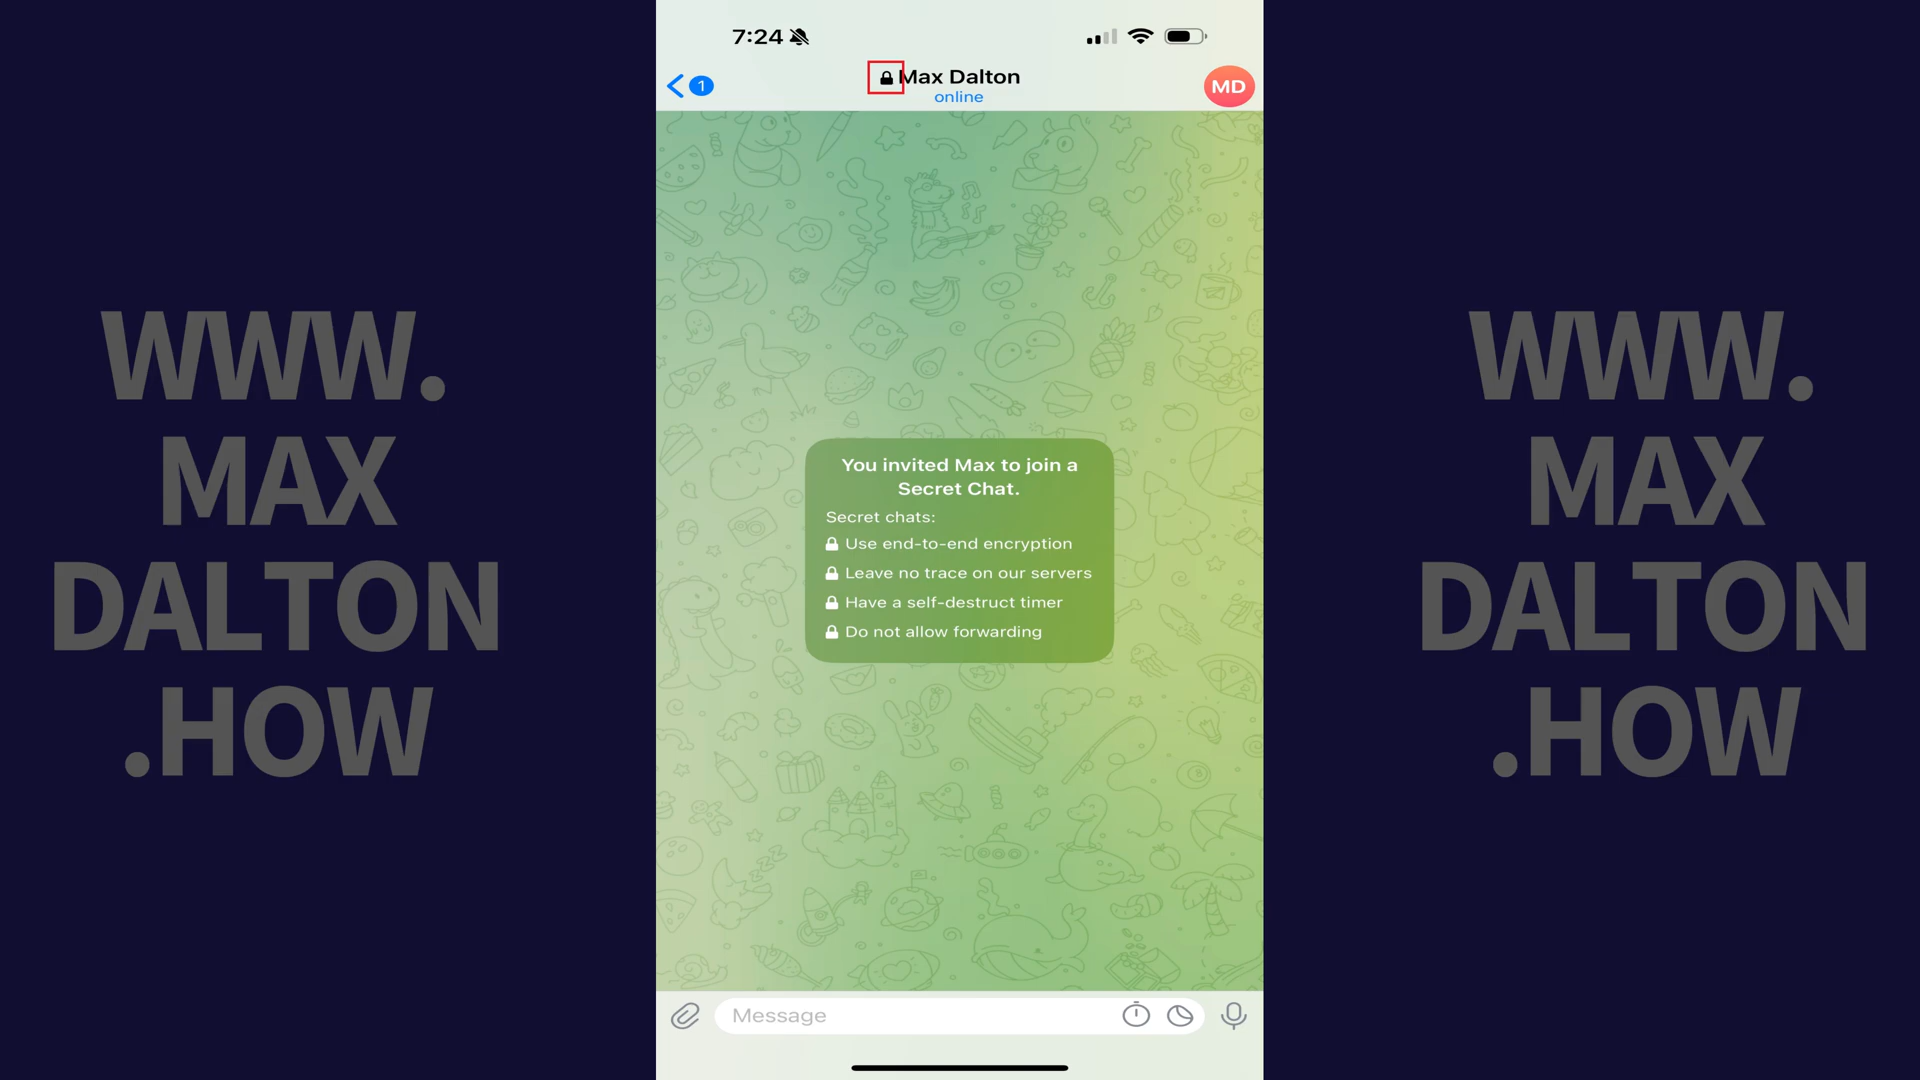 WWW.
MAX
DALTON
.HOW
7:24
1
Max Dalton
online
MD
You invited Max to join a
Secret Chat.
Secret chats:
Use end-to-end encryption
Leave no trace on our servers
Have a self-destruct timer
Do not allow forwarding
Message
WWW.
MAX
DALTON
.HOW